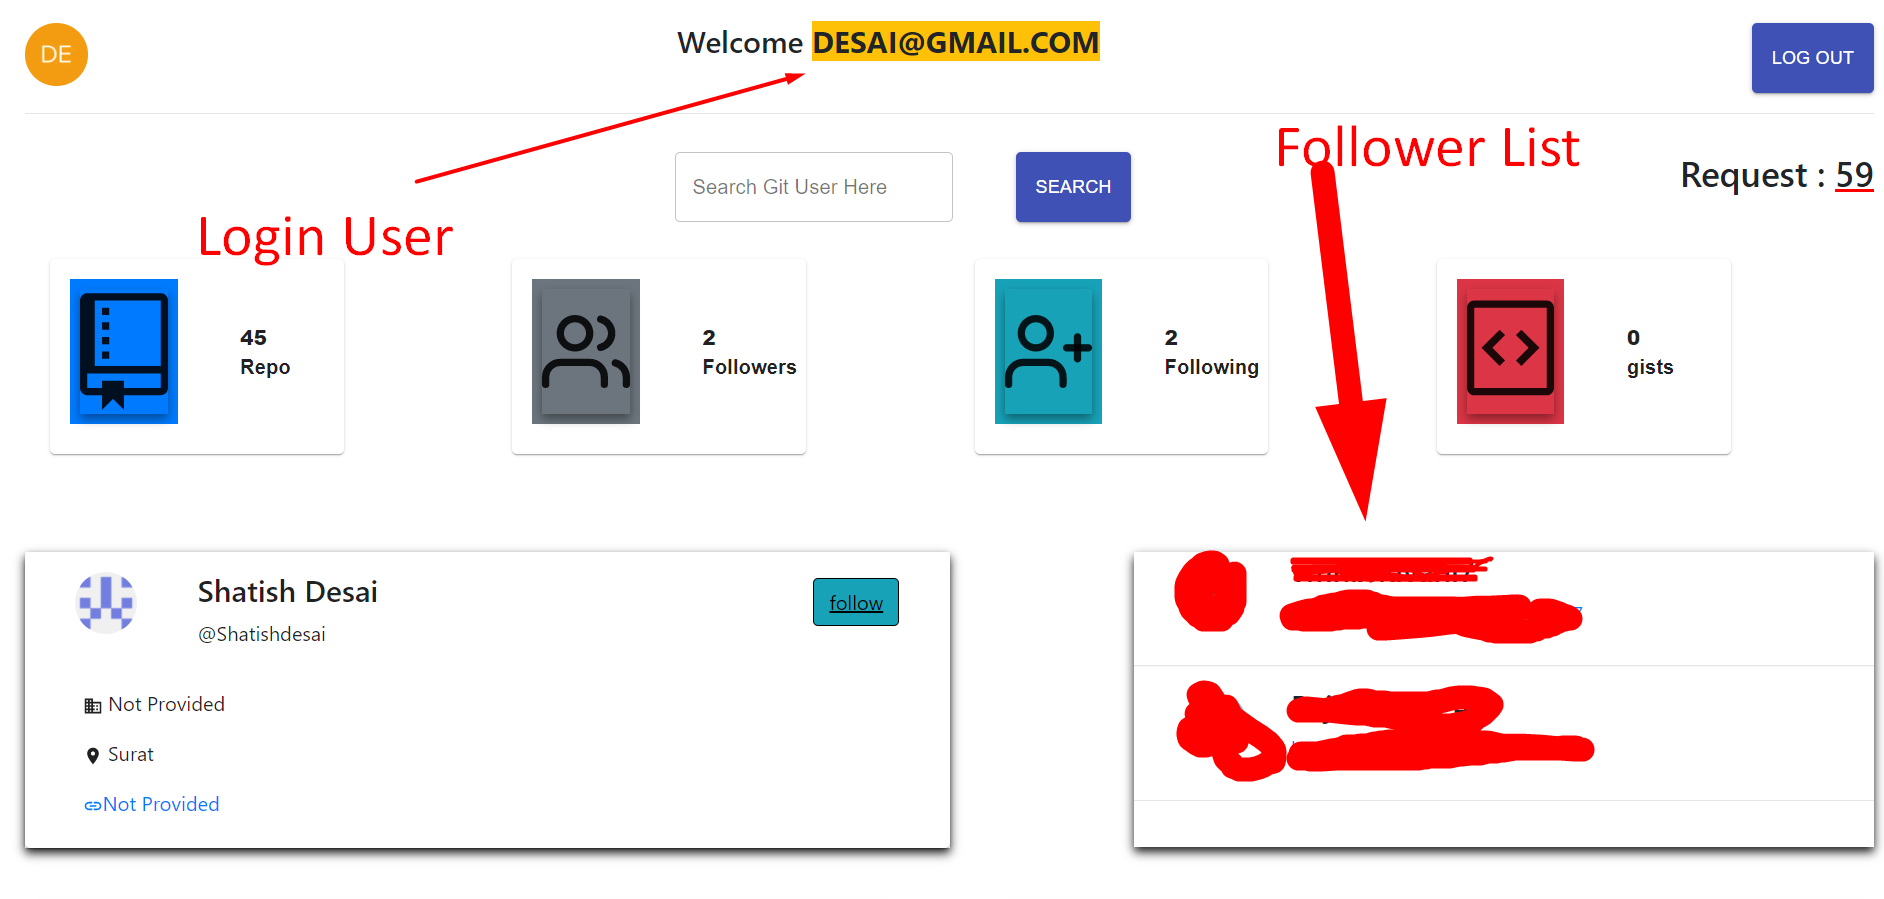 DE
Welcome DESAI@GMAIL.COM
LOG OUT
Follower List
Search Git User Here
SEARCH
Request : 59
Login User
45
Repo
2
Followers
2
Following
0
gists
Shatish Desai
@Shatishdesai
follow
Not Provided
Surat
Not Provided